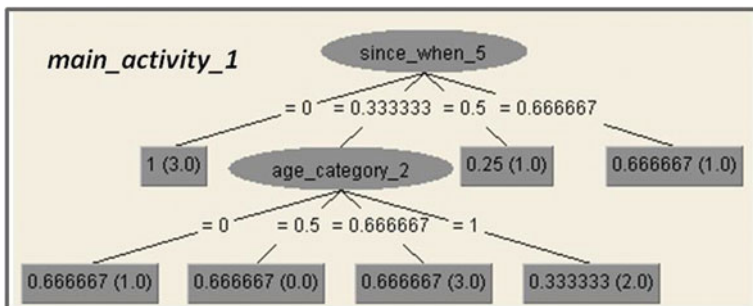 main_activity_1
since_when_5
= 0 = 0.333333 = 0.5 = 0.666667
1 (3.0)
age_category_2
0.25 (1.0)
0.666667 (1.0)
= 0 = 0.5 = 0.666667 = 1
0.666667 (1.0)
0.666667 (0.0)
0.666667 (3.0)
0.333333 (2.0)